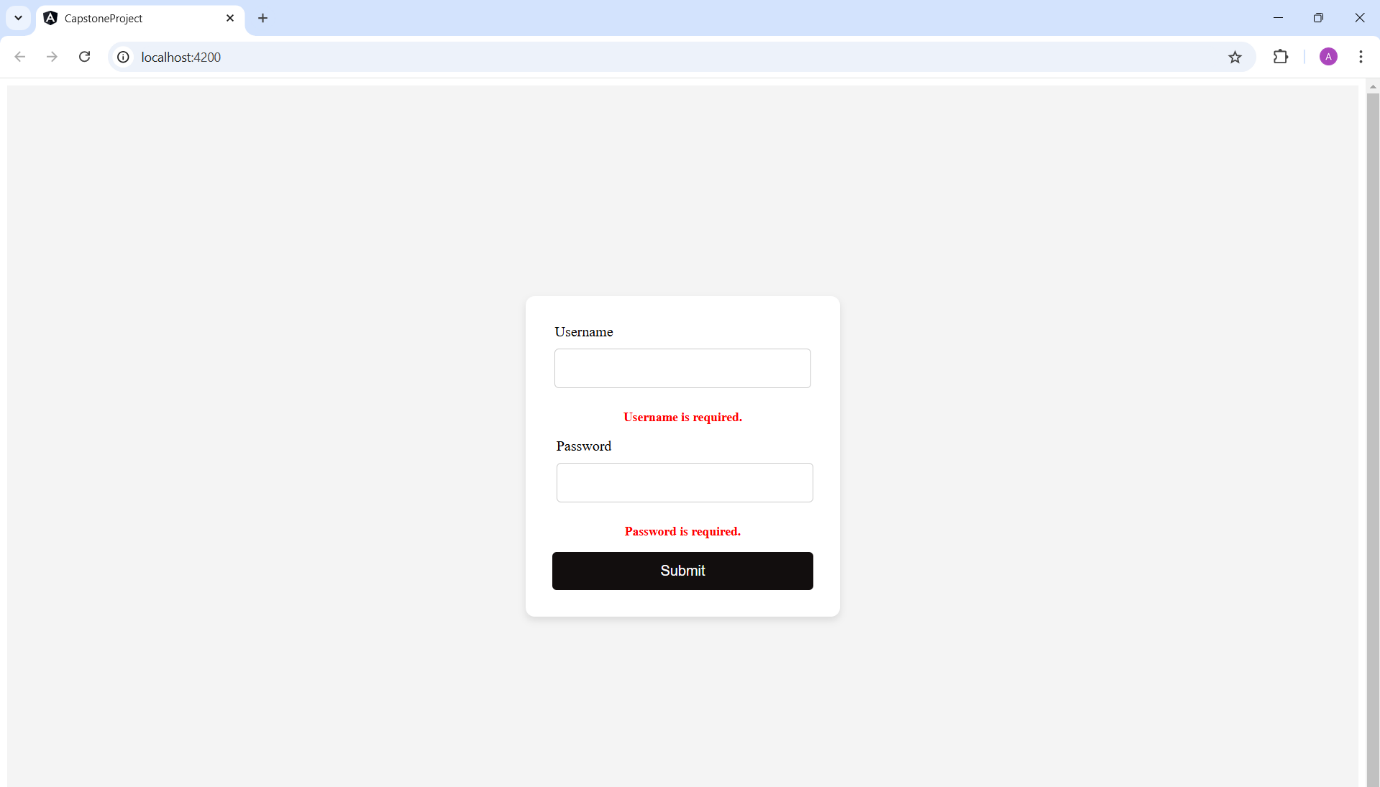 CapstoneProject
localhost:4200
A
Username
Username is required.
Password
Password is required.
Submit